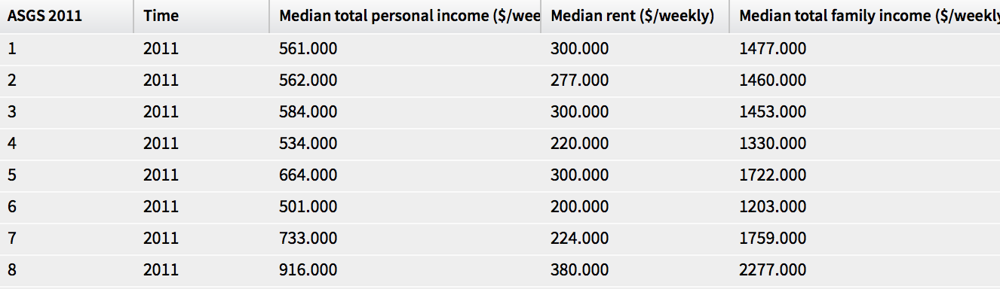 ASGS 2011 Time Median total personal income ($/wee Median rent ($/weekly) Median total family income ($/weekly
1 2011 561.000 300.000 1477.000
2 2011 562.000 277.000 1460.000
3 2011 584.000 300.000 1453.000
4 2011 534.000 220.000 1330.000
5 2011 664.000 300.000 1722.000
6 2011 501.000 200.000 1203.000
7 2011 733.000 224.000 1759.000
8 2011 916.000 380.000 2277.000